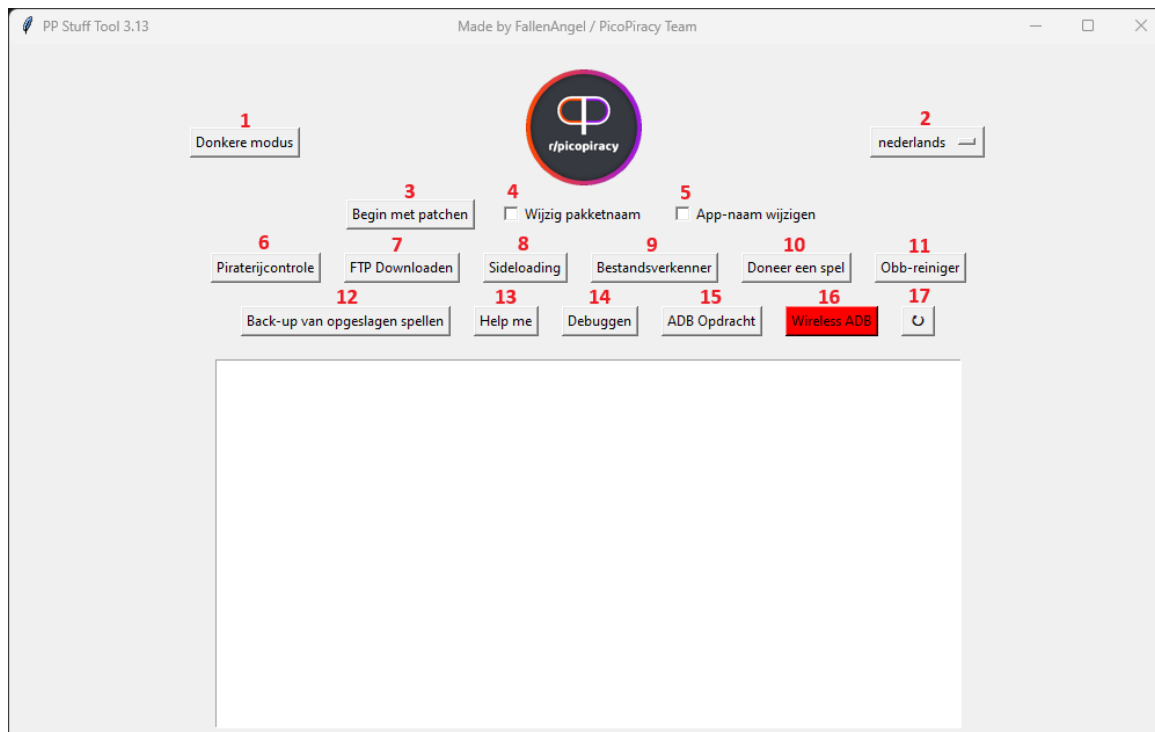 PP Stuff Tool 3.13 Made by FallenAngel / PicoPiracy Team
r/picopiracy
1 2
Donkere modus nederlands
3 4 5
Begin met patchen Wijzig pakketnaam App-naam wijzigen
6 7 8 9 10 11
Piraterijcontrole FTP Downloaden Sideloading Bestandsverkenner Doneer een spel Obb-reiniger
12 13 14 15 16 17
Back-up van opgeslagen spellen Help me Debuggen ADB Opdracht Wireless ADB